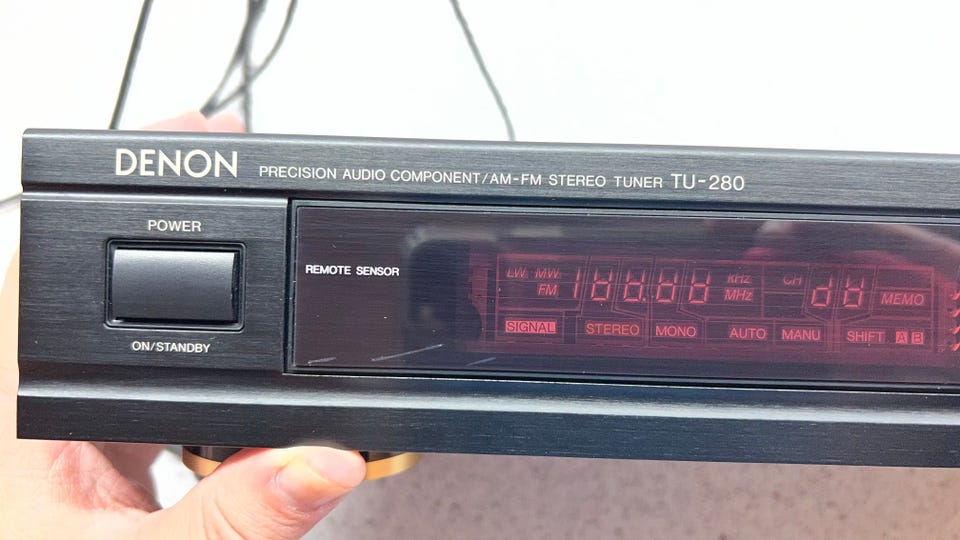 DENON PRECISION AUDIO COMPONENT/AM-FM STEREO TUNER TU-280
POWER
ON/STANDBY
REMOTE SENSOR
LW MW kHz CH
FM MHz MEMO
SIGNAL STEREO MONO AUTO MANU SHIFT A B